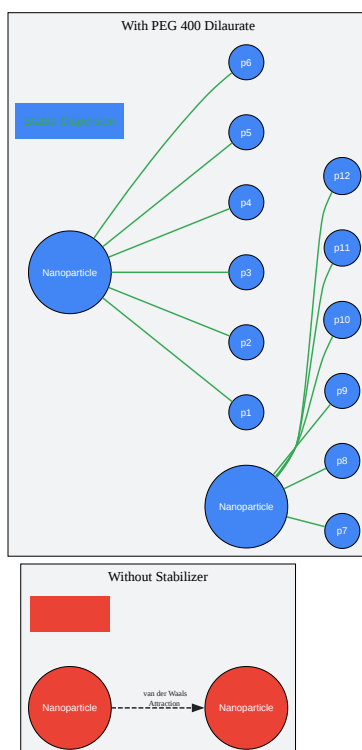 With PEG 400 Dilaurate
p6
Stable Dispersion
p5
p12
p4
p11
Nanoparticle
p3
p10
p2
p9
p1
p8
Nanoparticle
p7
Without Stabilizer
van der Waals
Attraction
Nanoparticle
Nanoparticle